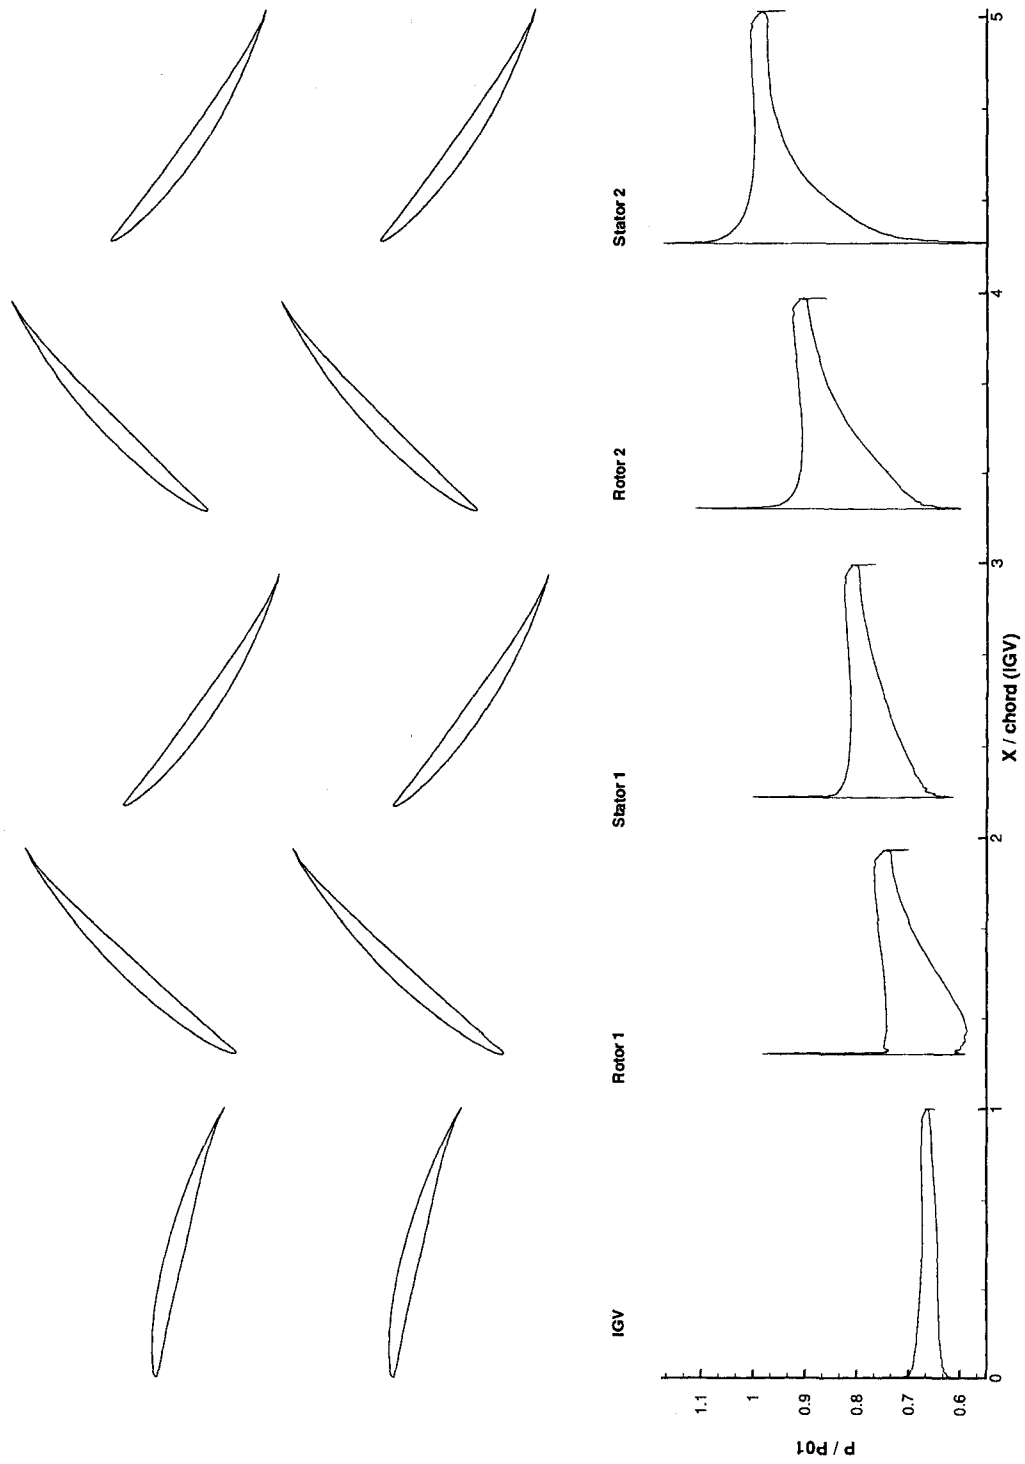 IGV
Rotor 1
Stator 1
Rotor 2
Stator 2
1.1
1
0.9
0.8
0.7
0.6
P / P01
0
1
2
3
4
5
X / chord (IGV)